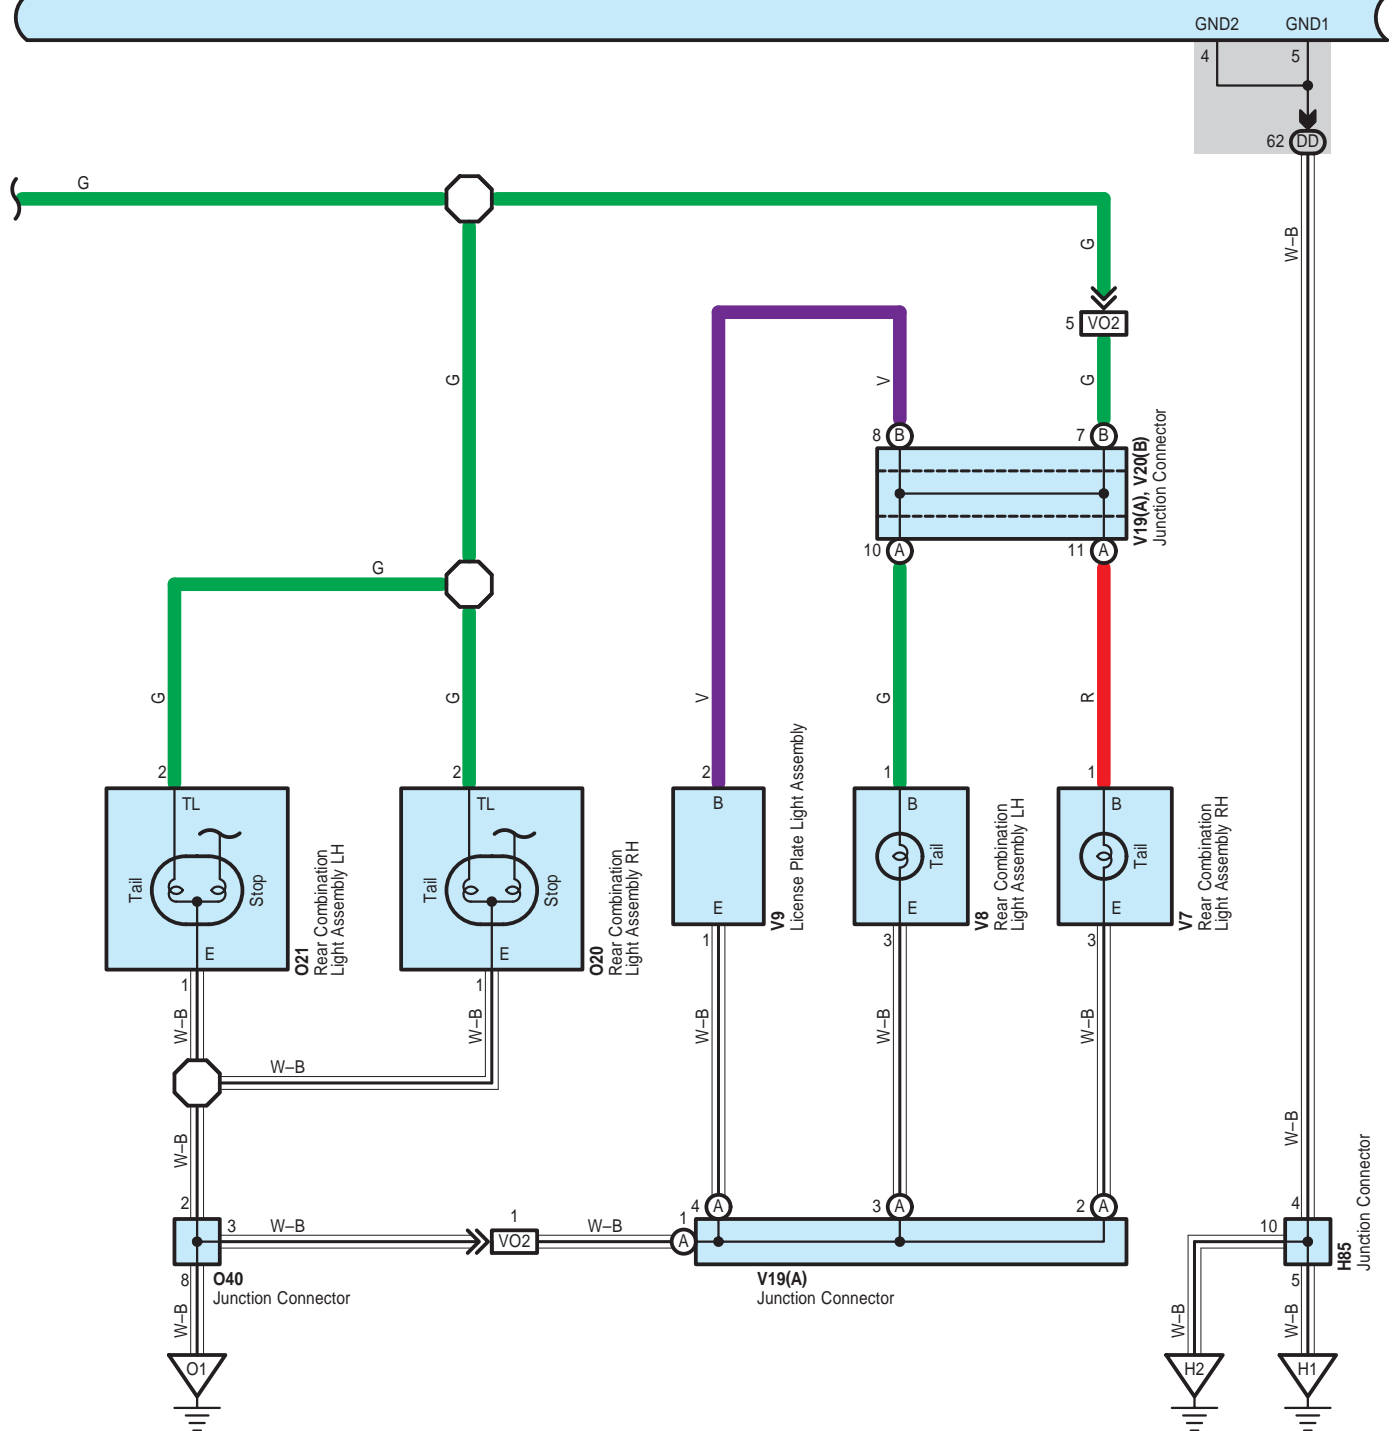 GND2 GND1
4 5
62 DD
G
G
W–B
5 VO2
G
V
G
8 B 7 B
V19(A), V20(B)
Junction Connector
10 A 11 A
G
G
G
V
G
R
2 2 2 1 1
TL TL B B B
Tail Stop
Tail Stop
Tail
Tail
E E E E E
O21
Rear Combination
Light Assembly LH
O20
Rear Combination
Light Assembly RH
V9
License Plate Light Assembly
V8
Rear Combination
Light Assembly LH
V7
Rear Combination
Light Assembly RH
1 1 1 3 3
W–B W–B W–B W–B W–B
W–B
W–B
W–B
2 4 A 3 A 2 A 4
3 W–B 1 VO2 W–B 1 A 10
8 O40
Junction Connector
V19(A)
Junction Connector
5 H85
Junction Connector
W–B W–B W–B
O1 H2 H1